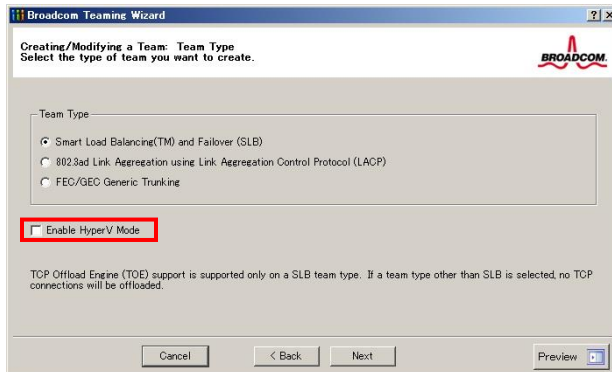 Broadcom Teaming Wizard
Creating/Modifying a Team: Team Type
Select the type of team you want to create.
BROADCOM.
Team Type
Smart Load Balancing(TM) and Failover (SLB)
802.3ad Link Aggregation using Link Aggregation Control Protocol (LACP)
FEC/GEC Generic Trunking
Enable HyperV Mode
TCP Offload Engine (TOE) support is supported only on a SLB team type. If a team type other than SLB is selected, no TCP
connections will be offloaded.
Cancel
< Back
Next
Preview